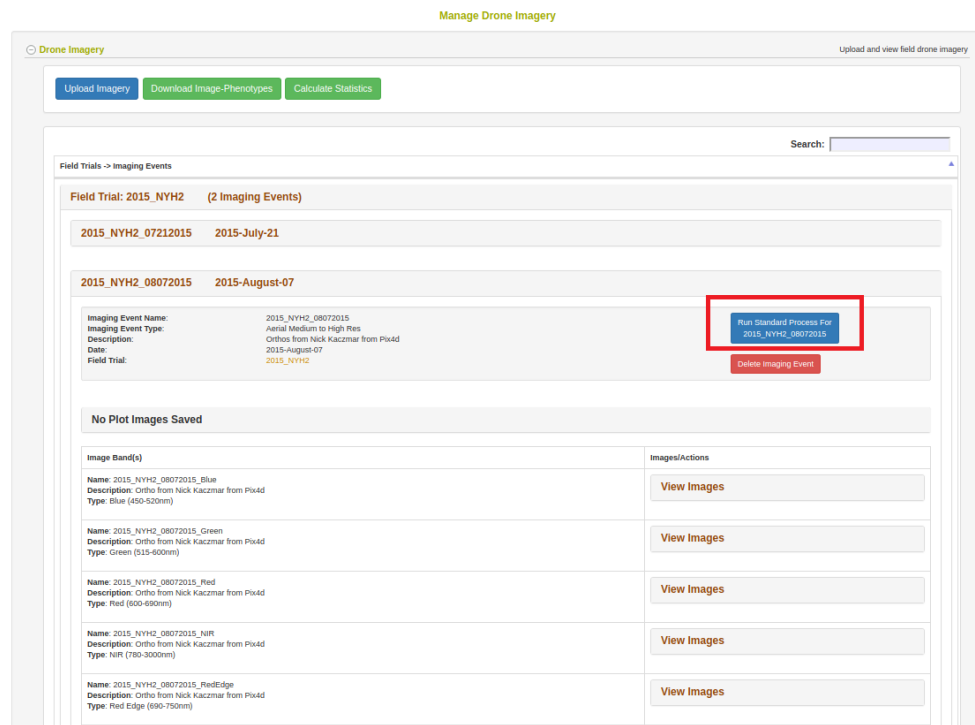 Manage Drone Imagery
Drone Imagery
Upload and view field drone imagery
Upload Imagery
Download Image-Phenotypes
Calculate Statistics
Search:
Field Trials -> Imaging Events
Field Trial: 2015_NYH2 (2 Imaging Events)
2015_NYH2_07212015 2015-July-21
2015_NYH2_08072015 2015-August-07
Imaging Event Name: 2015_NYH2_08072015
Imaging Event Type: Aerial Medium to High Res
Description: Orthos from Nick Kaczmar from Pix4d
Date: 2015-August-07
Field Trial: 2015_NYH2
Run Standard Process For
2015_NYH2_08072015
Delete Imaging Event
No Plot Images Saved
Image Band(s)
Images/Actions
Name: 2015_NYH2_08072015_Blue
Description: Ortho from Nick Kaczmar from Pix4d
Type: Blue (450-520nm)
View Images
Name: 2015_NYH2_08072015_Green
Description: Ortho from Nick Kaczmar from Pix4d
Type: Green (515-600nm)
View Images
Name: 2015_NYH2_08072015_Red
Description: Ortho from Nick Kaczmar from Pix4d
Type: Red (600-690nm)
View Images
Name: 2015_NYH2_08072015_NIR
Description: Ortho from Nick Kaczmar from Pix4d
Type: NIR (780-3000nm)
View Images
Name: 2015_NYH2_08072015_RedEdge
Description: Ortho from Nick Kaczmar from Pix4d
Type: Red Edge (690-750nm)
View Images